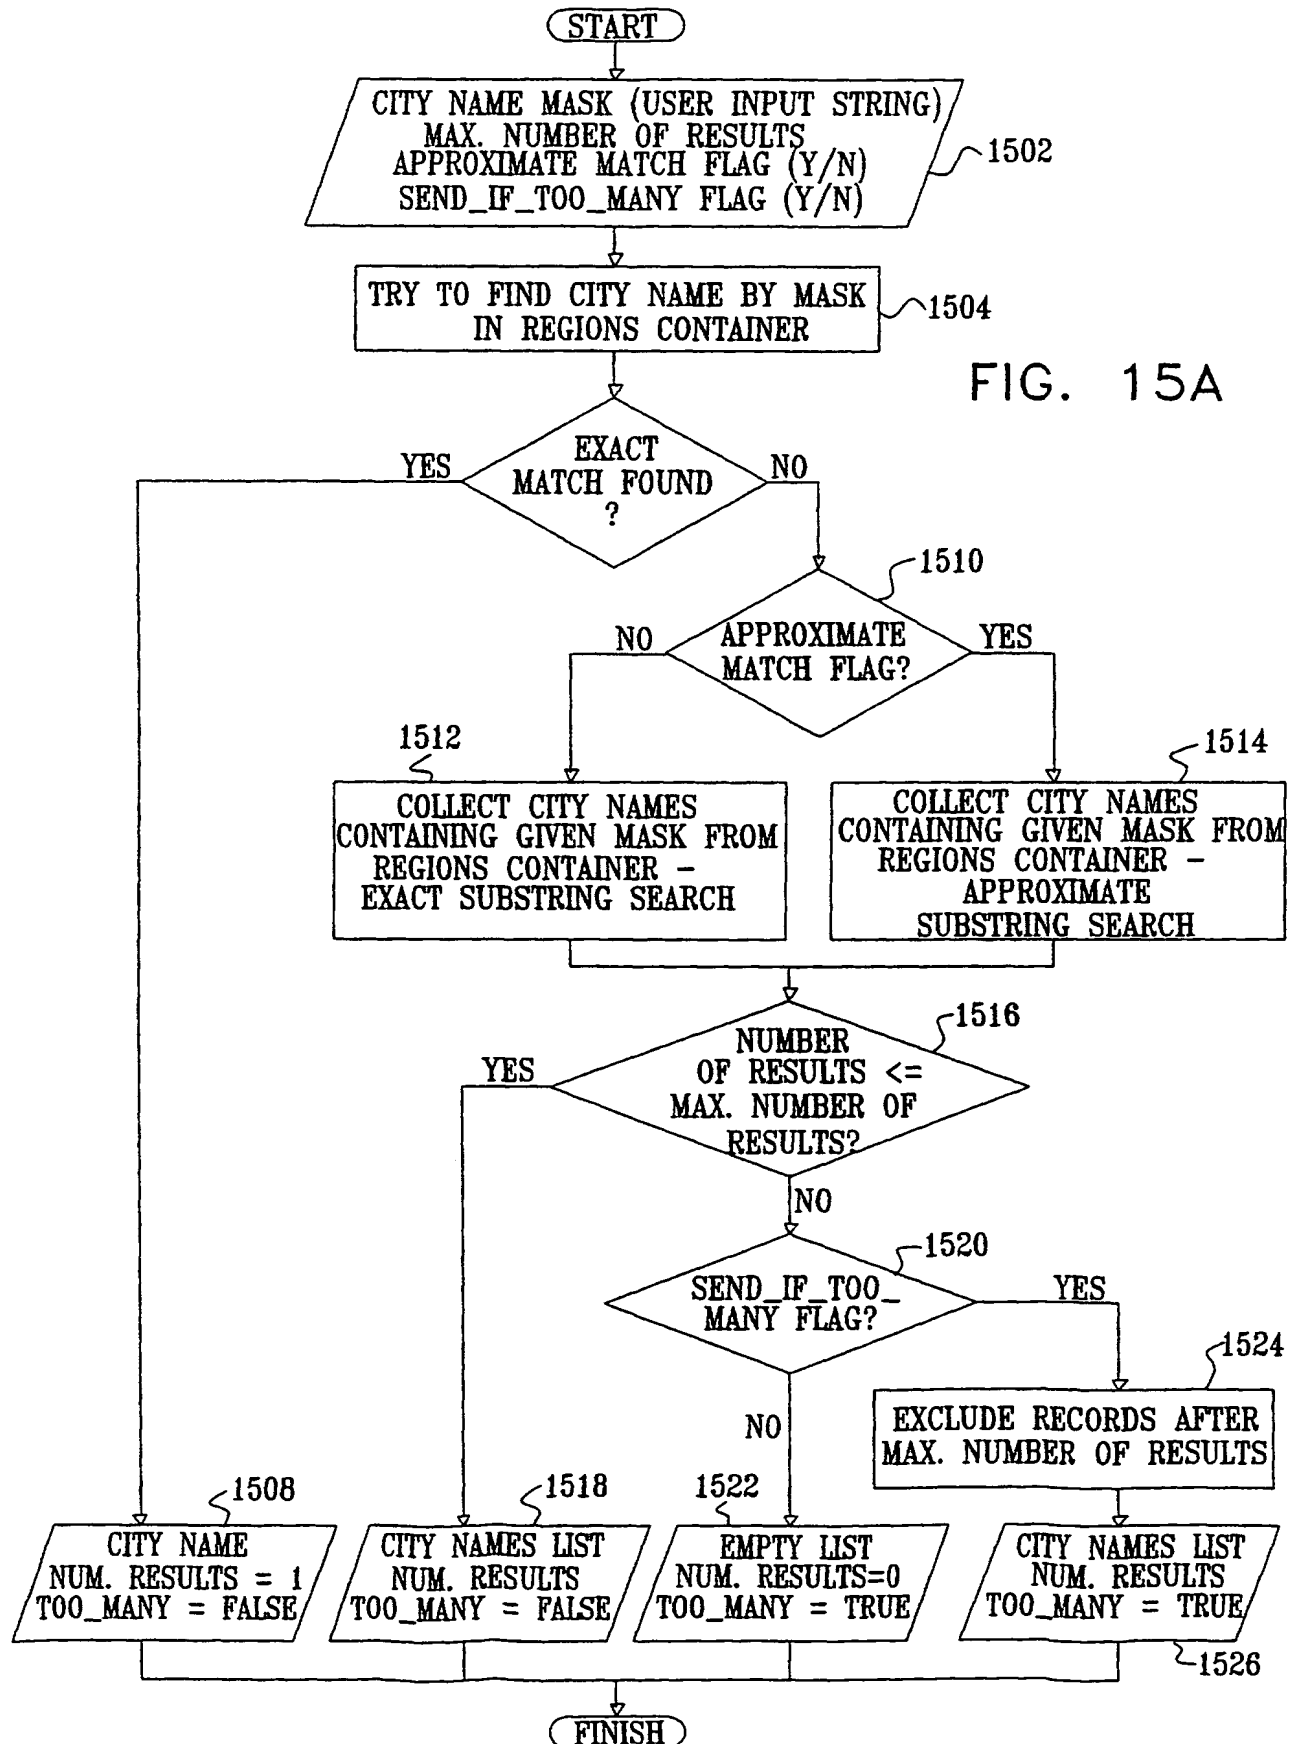 START
CITY NAME MASK (USER INPUT STRING)
MAX. NUMBER OF RESULTS
APPROXIMATE MATCH FLAG (Y/N)
SEND_IF_TOO_MANY FLAG (Y/N)
1502
TRY TO FIND CITY NAME BY MASK
IN REGIONS CONTAINER
1504
FIG. 15A
EXACT
MATCH FOUND
?
YES
NO
1510
APPROXIMATE
MATCH FLAG?
NO
YES
1512
COLLECT CITY NAMES
CONTAINING GIVEN MASK FROM
REGIONS CONTAINER -
EXACT SUBSTRING SEARCH
1514
COLLECT CITY NAMES
CONTAINING GIVEN MASK FROM
REGIONS CONTAINER -
APPROXIMATE
SUBSTRING SEARCH
1516
NUMBER
OF RESULTS <=
MAX. NUMBER OF
RESULTS?
YES
NO
1520
SEND_IF_TOO_
MANY FLAG?
YES
NO
1524
EXCLUDE RECORDS AFTER
MAX. NUMBER OF RESULTS
1508
CITY NAME
NUM. RESULTS = 1
TOO_MANY = FALSE
1518
CITY NAMES LIST
NUM. RESULTS
TOO_MANY = FALSE
1522
EMPTY LIST
NUM. RESULTS=0
TOO_MANY = TRUE
CITY NAMES LIST
NUM. RESULTS
TOO_MANY = TRUE
1526
FINISH